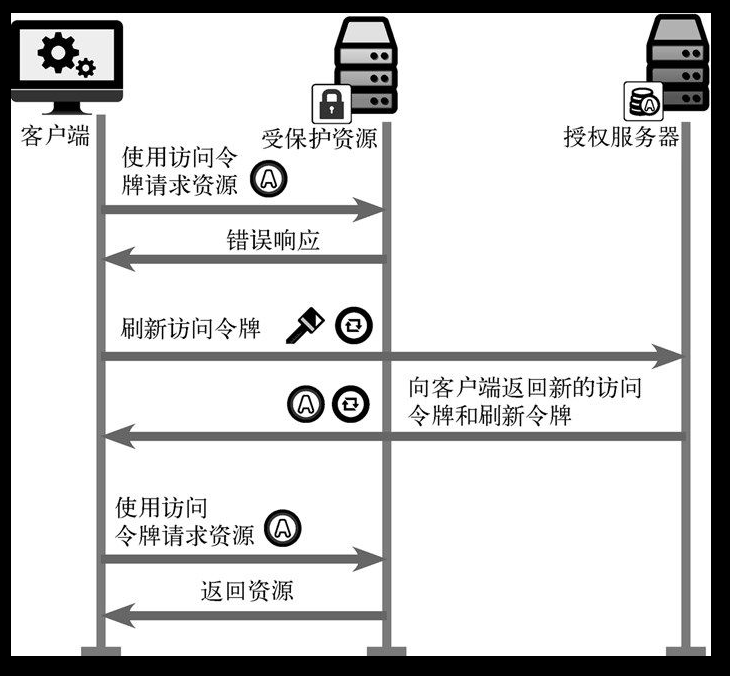 客户端
受保护资源
授权服务器
使用访问令
牌请求资源
A
A
错误响应
刷新访问令牌
向客户端返回新的访问
令牌和刷新令牌
A
使用访问
令牌请求资源
A
返回资源